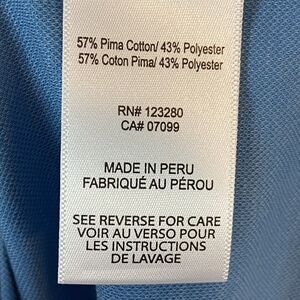 57% Pima Cotton/ 43% Polyester
57% Coton Pima/ 43% Polyester
RN# 123280
CA# 07099
MADE IN PERU
FABRIQUÉ AU PÉROU
SEE REVERSE FOR CARE
VOIR AU VERSO POUR
LES INSTRUCTIONS
DE LAVAGE